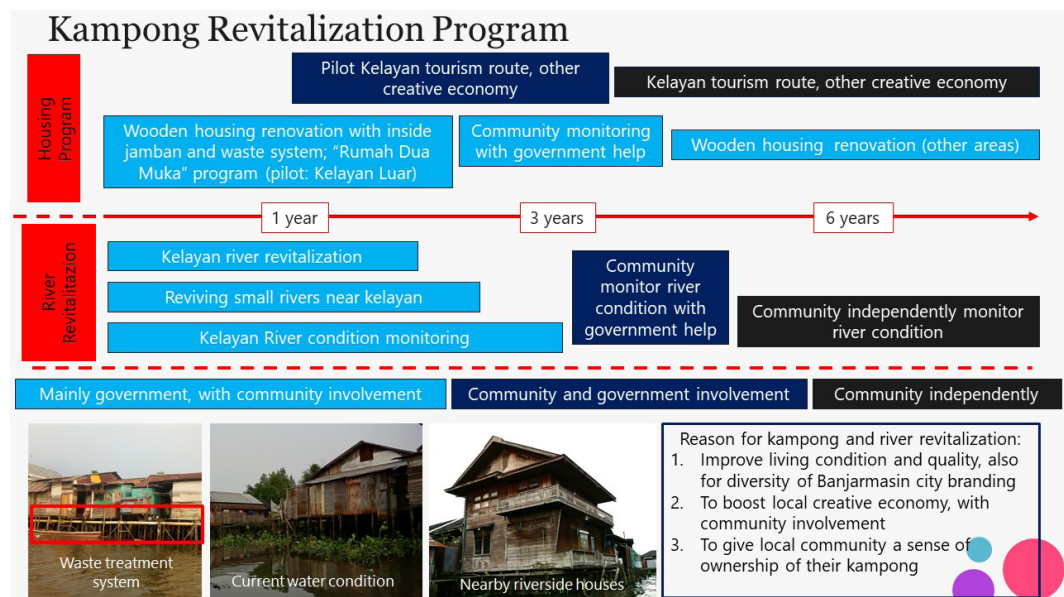 Kampong Revitalization Program
Housing
Program
Pilot Kelayan tourism route, other
creative economy
Kelayan tourism route, other creative economy
Wooden housing renovation with inside
jamban and waste system; “Rumah Dua
Muka” program (pilot: Kelayan Luar)
Community monitoring
with government help
Wooden housing renovation (other areas)
1 year
3 years
6 years
River
Revitalitazion
Kelayan river revitalization
Reviving small rivers near kelayan
Kelayan River condition monitoring
Community
monitor river
condition with
government help
Community independently monitor
river condition
Mainly government, with community involvement
Community and government involvement
Community independently
Waste treatment
system
Current water condition
Nearby riverside houses
Reason for kampong and river revitalization:
1. Improve living condition and quality, also
for diversity of Banjarmasin city branding
2. To boost local creative economy, with
community involvement
3. To give local community a sense of
ownership of their kampong